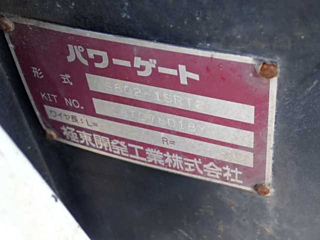 パワーゲート
形式
KIT NO.
ワイヤ長:L= R=
極東開発工業株式会社